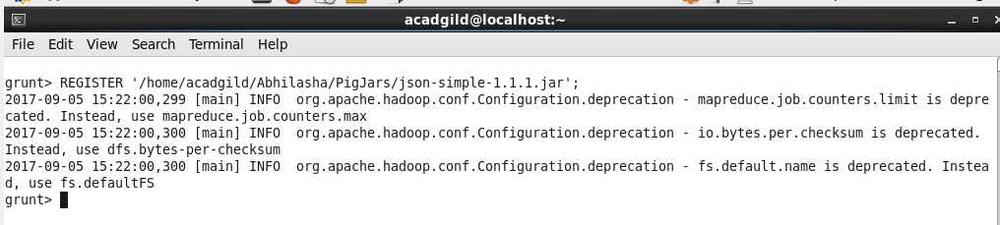 acadgild@localhost:~
File Edit View Search Terminal Help
grunt> REGISTER '/home/acadgild/Abhilasha/PigJars/json-simple-1.1.1.jar';
2017-09-05 15:22:00,299 [main] INFO  org.apache.hadoop.conf.Configuration.deprecation - mapreduce.job.counters.limit is depre
cated. Instead, use mapreduce.job.counters.max
2017-09-05 15:22:00,300 [main] INFO  org.apache.hadoop.conf.Configuration.deprecation - io.bytes.per.checksum is deprecated.
Instead, use dfs.bytes-per-checksum
2017-09-05 15:22:00,300 [main] INFO  org.apache.hadoop.conf.Configuration.deprecation - fs.default.name is deprecated. Instea
d, use fs.defaultFS
grunt>